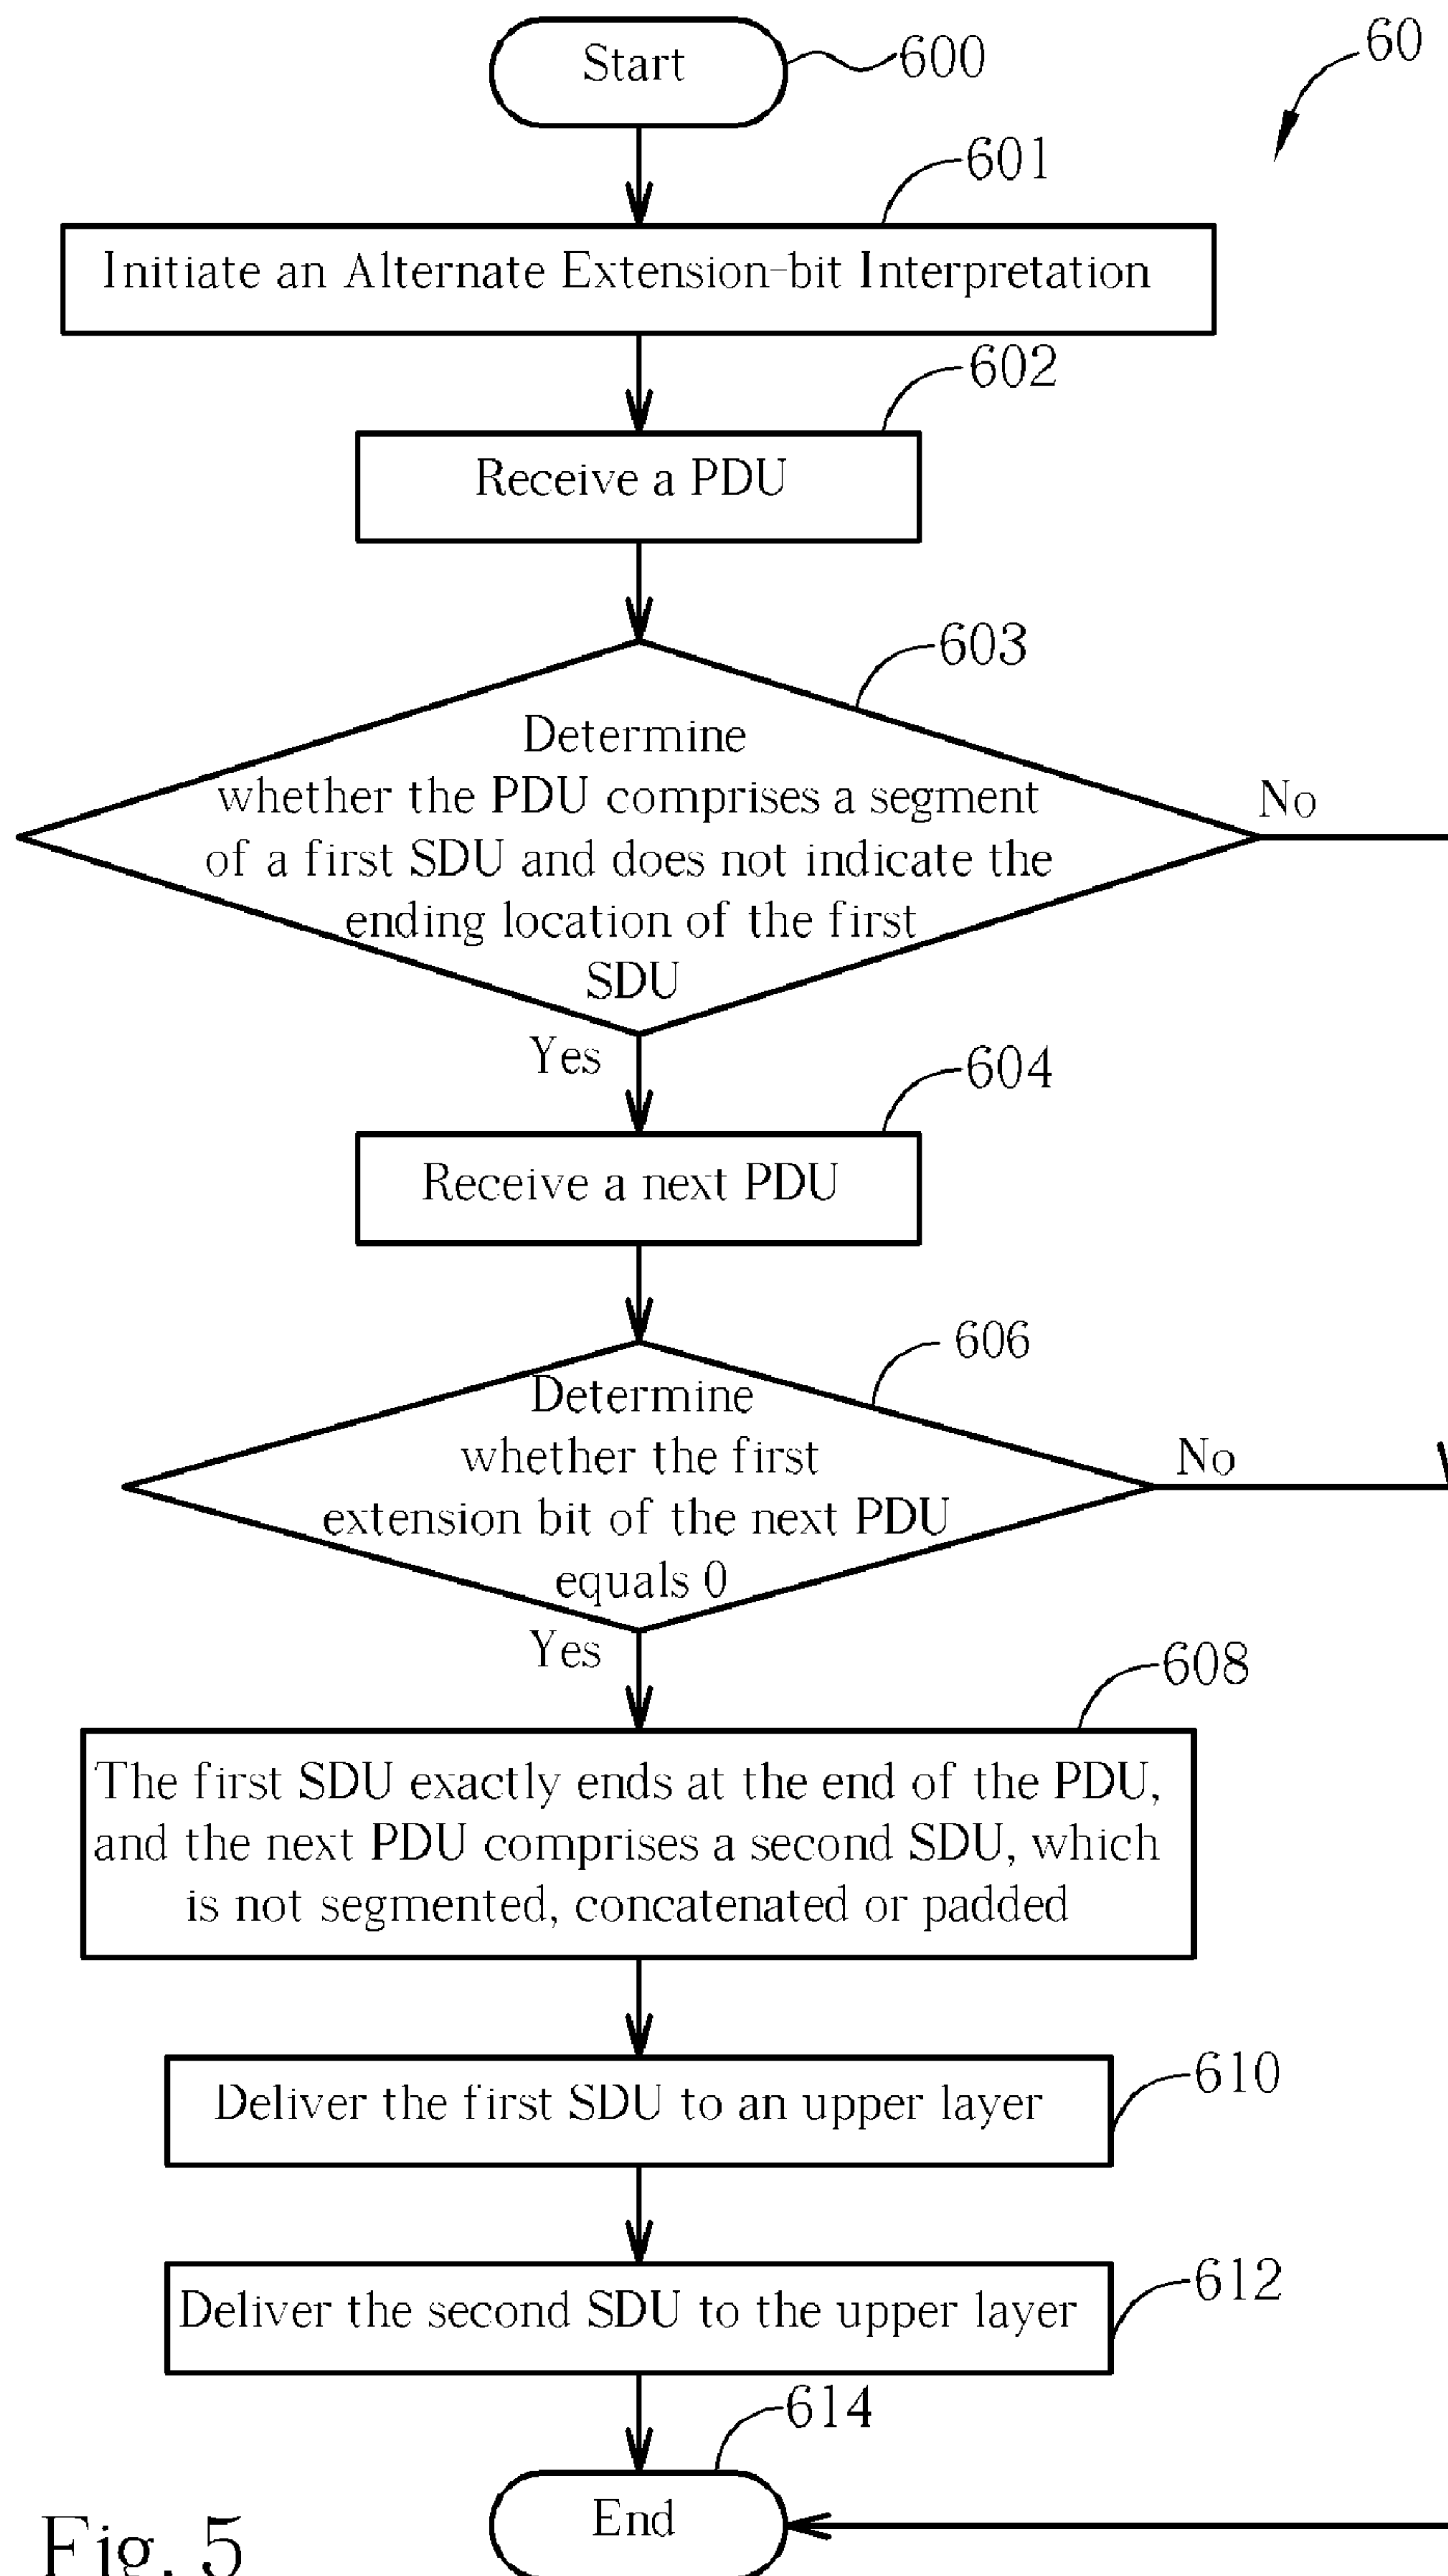 Start
600
60
601
Initiate an Alternate Extension-bit Interpretation
602
Receive a PDU
603
Determine
whether the PDU comprises a segment
of a first SDU and does not indicate the
ending location of the first
SDU
No
Yes
604
Receive a next PDU
606
Determine
whether the first
extension bit of the next PDU
equals 0
No
Yes
608
The first SDU exactly ends at the end of the PDU,
and the next PDU comprises a second SDU, which
is not segmented, concatenated or padded
610
Deliver the first SDU to an upper layer
612
Deliver the second SDU to the upper layer
614
End
Fig. 5